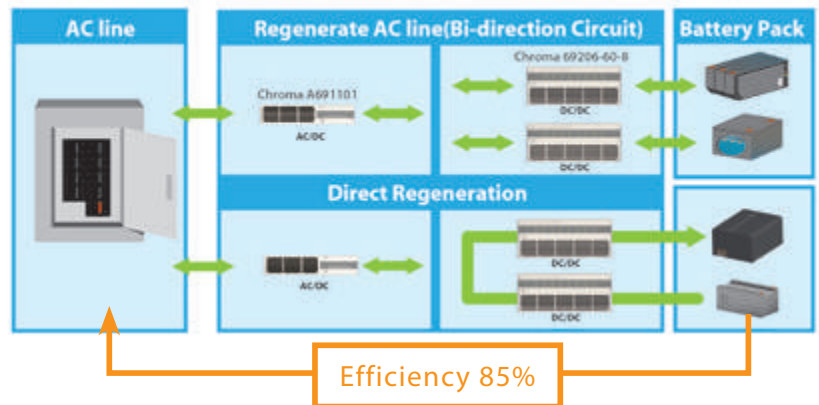 AC line
Regenerate AC line(Bi-direction Circuit)
Battery Pack
Chroma 69206-60-8
Chroma A691101
AC/DC
DC/DC
DC/DC
Direct Regeneration
AC/DC
DC/DC
DC/DC
Efficiency 85%